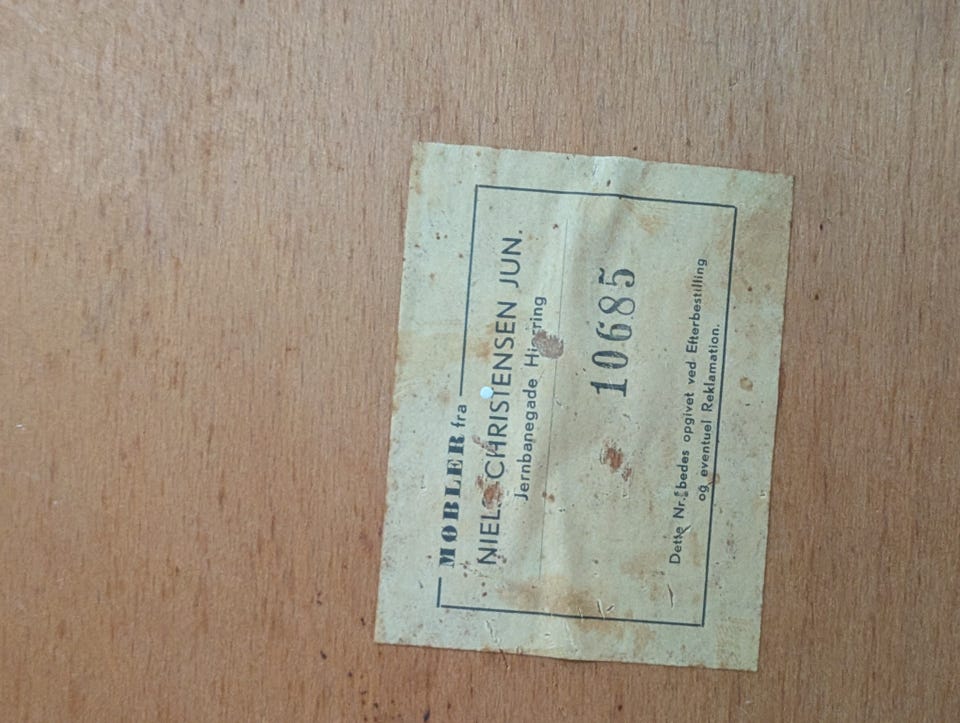 MØBLER fra
NIELS CHRISTENSEN JUN.
Jernbanegade Hjørring
10685
Dette Nr. bedes opgivet ved Efterbestilling
og eventuel Reklamation.